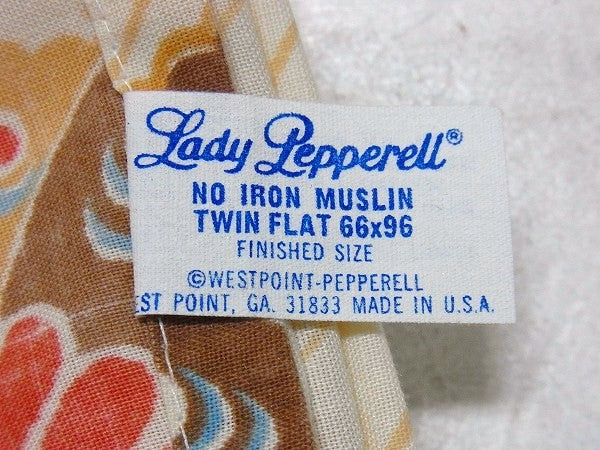 Lady Pepperell®
NO IRON MUSLIN
TWIN FLAT 66x96
FINISHED SIZE
©WESTPOINT-PEPPERELL
EST POINT, GA. 31833 MADE IN U.S.A.